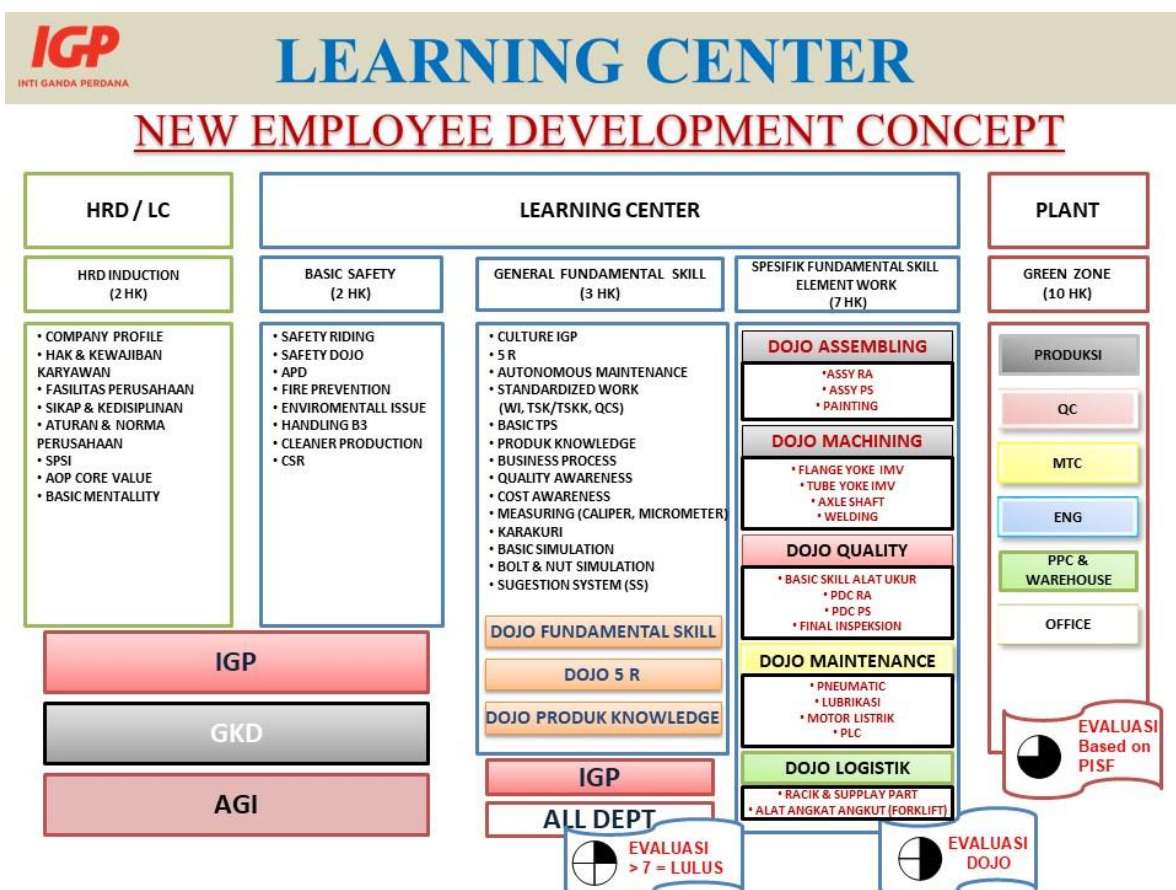 IGP
INTI GANDA PERDANA
LEARNING CENTER
NEW EMPLOYEE DEVELOPMENT CONCEPT
HRD / LC
LEARNING CENTER
PLANT
HRD INDUCTION
(2 HK)
BASIC SAFETY
(2 HK)
GENERAL FUNDAMENTAL SKILL
(3 HK)
SPESIFIK FUNDAMENTAL SKILL
ELEMENT WORK
(7 HK)
GREEN ZONE
(10 HK)
• COMPANY PROFILE
• HAK & KEWAJIBAN
KARYAWAN
• FASILITAS PERUSAHAAN
• SIKAP & KEDISIPLINAN
• ATURAN & NORMA
PERUSAHAAN
• SPSI
• AOP CORE VALUE
• BASIC MENTALLITY
• SAFETY RIDING
• SAFETY DOJO
• APD
• FIRE PREVENTION
• ENVIROMENTALL ISSUE
• HANDLING B3
• CLEANER PRODUCTION
• CSR
IGP
GKD
AGI
• CULTURE IGP
• 5 R
• AUTONOMOUS MAINTENANCE
• STANDARDIZED WORK
(WI, TSK/TSKK, QCS)
• BASIC TPS
• PRODUK KNOWLEDGE
• BUSINESS PROCESS
• QUALITY AWARENESS
• COST AWARENESS
• MEASURING (CALIPER, MICROMETER)
• KARAKURI
• BASIC SIMULATION
• BOLT & NUT SIMULATION
• SUGESTION SYSTEM (SS)
DOJO FUNDAMENTAL SKILL
DOJO 5 R
DOJO PRODUK KNOWLEDGE
IGP
ALL DEPT
EVALUASI
> 7 = LULUS
DOJO ASSEMBLING
• ASSY RA
• ASSY PS
• PAINTING
DOJO MACHINING
• FLANGE YOKE IMV
• TUBE YOKE IMV
• AXLE SHAFT
• WELDING
DOJO QUALITY
• BASIC SKILL ALAT UKUR
• PDC RA
• PDC PS
• FINAL INSPEKSION
DOJO MAINTENANCE
• PNEUMATIC
• LUBRIKASI
• MOTOR LISTRIK
• PLC
DOJO LOGISTIK
• RACIK & SUPPLAY PART
• ALAT ANGKAT ANGKUT (FORKLIFT)
EVALUASI
DOJO
PRODUKSI
QC
MTC
ENG
PPC &
WAREHOUSE
OFFICE
EVALUASI
Based on
PISF